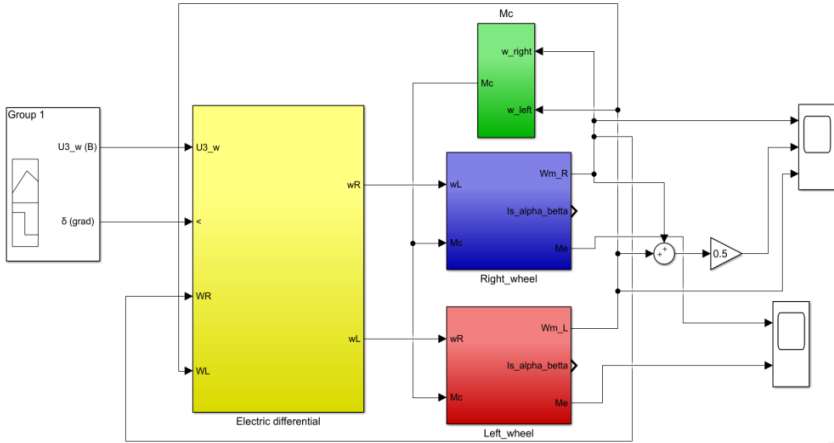 Mc
Group 1
U3_w (B)
δ (grad)
U3_w
<
WR
WL
wR
wL
Electric differential
w_right
Mc
w_left
wL
Mc
Wm_R
Is_alpha_betta
Me
Right_wheel
wR
Mc
Wm_L
Is_alpha_betta
Me
Left_wheel
+
+
0.5